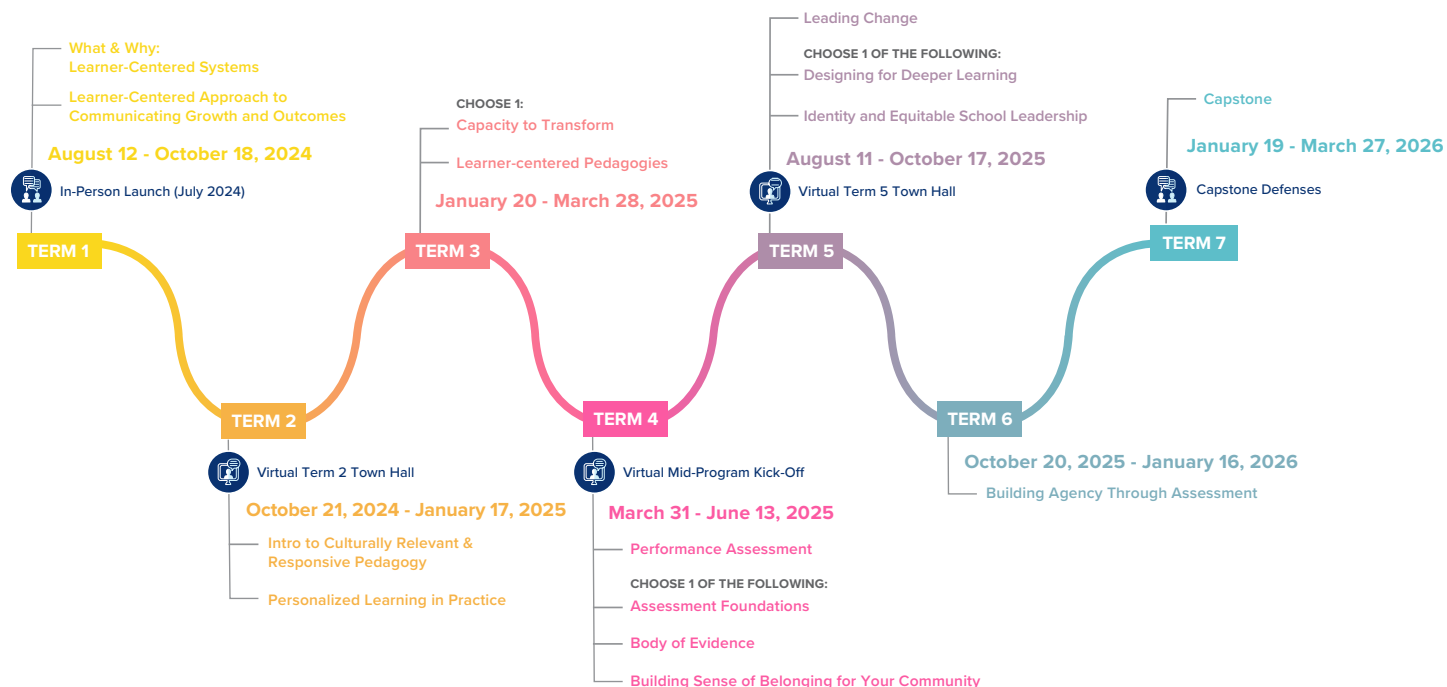 What & Why:
Learner-Centered Systems
Learner-Centered Approach to
Communicating Growth and Outcomes
August 12 - October 18, 2024
In-Person Launch (July 2024)
TERM 1
TERM 2
Virtual Term 2 Town Hall
October 21, 2024 - January 17, 2025
Intro to Culturally Relevant &
Responsive Pedagogy
Personalized Learning in Practice
CHOOSE 1:
Capacity to Transform
Learner-centered Pedagogies
January 20 - March 28, 2025
TERM 3
TERM 4
Virtual Mid-Program Kick-Off
March 31 - June 13, 2025
Performance Assessment
CHOOSE 1 OF THE FOLLOWING:
Assessment Foundations
Body of Evidence
Building Sense of Belonging for Your Community
Leading Change
CHOOSE 1 OF THE FOLLOWING:
Designing for Deeper Learning
Identity and Equitable School Leadership
August 11 - October 17, 2025
Virtual Term 5 Town Hall
TERM 5
TERM 6
October 20, 2025 - January 16, 2026
Building Agency Through Assessment
Capstone
January 19 - March 27, 2026
Capstone Defenses
TERM 7